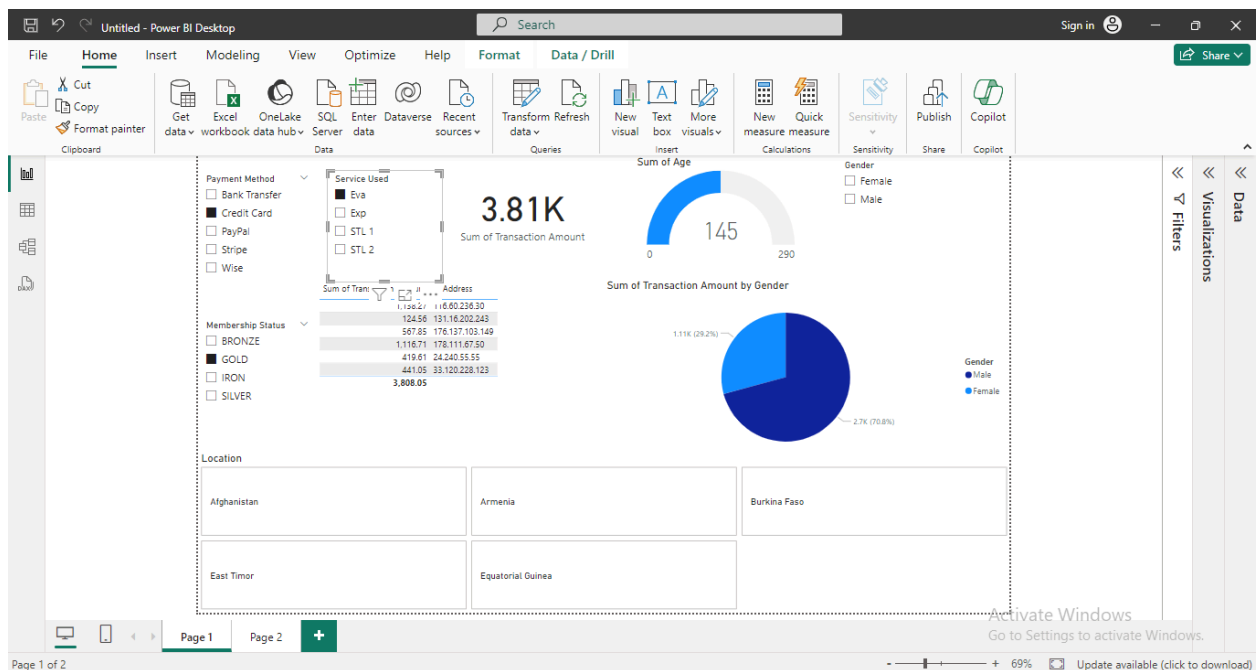 Untitled - Power BI Desktop
Search
Sign in
File Home Insert Modeling View Optimize Help Format Data / Drill
Share
Paste
Cut
Copy
Format painter
Clipboard
Get data
Excel workbook
OneLake data hub
SQL Server
Enter data
Dataverse
Recent sources
Data
Transform data
Refresh
Queries
New visual
Text box
More visuals
Insert
New measure
Quick measure
Calculations
Sensitivity
Sensitivity
Publish
Share
Copilot
Copilot
Payment Method
Bank Transfer
Credit Card
PayPal
Stripe
Wise
Service Used
Eva
Exp
STL 1
STL 2
3.81K
Sum of Transaction Amount
Sum of Age
145
0
290
Gender
Female
Male
Filters
Visualizations
Data
Sum of Address
1,138.27 116.60.236.30
124.56 131.16.202.243
567.85 176.137.103.149
1,116.71 178.111.67.50
419.61 24.240.55.55
441.05 33.120.228.123
3,808.05
Membership Status
BRONZE
GOLD
IRON
SILVER
Sum of Transaction Amount by Gender
1.11K (29.2%)
2.7K (70.8%)
Gender
Male
Female
Location
Afghanistan
Armenia
Burkina Faso
East Timor
Equatorial Guinea
Activate Windows
Go to Settings to activate Windows.
Page 1
Page 2
Page 1 of 2
- + 69%
Update available (click to download)